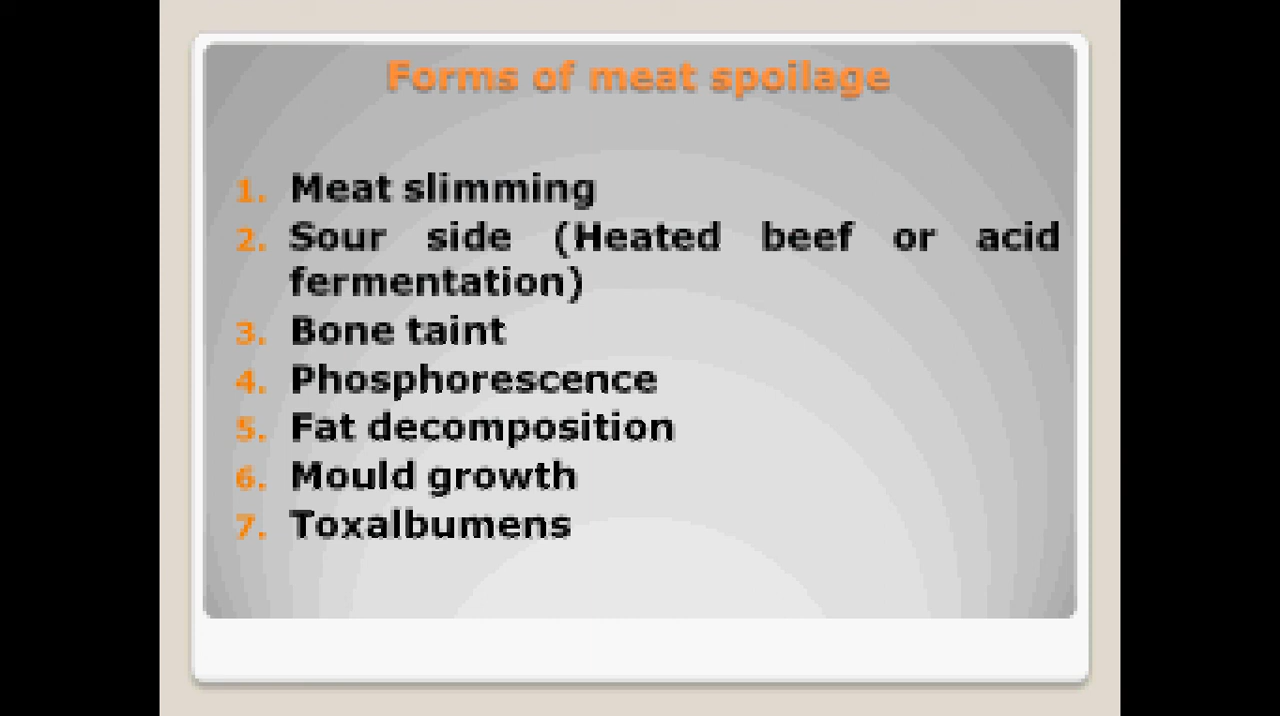 Forms of meat spoilage
1. Meat slimming
2. Sour side (Heated beef or acid
fermentation)
3. Bone taint
4. Phosphorescence
5. Fat decomposition
6. Mould growth
7. Toxalbumens